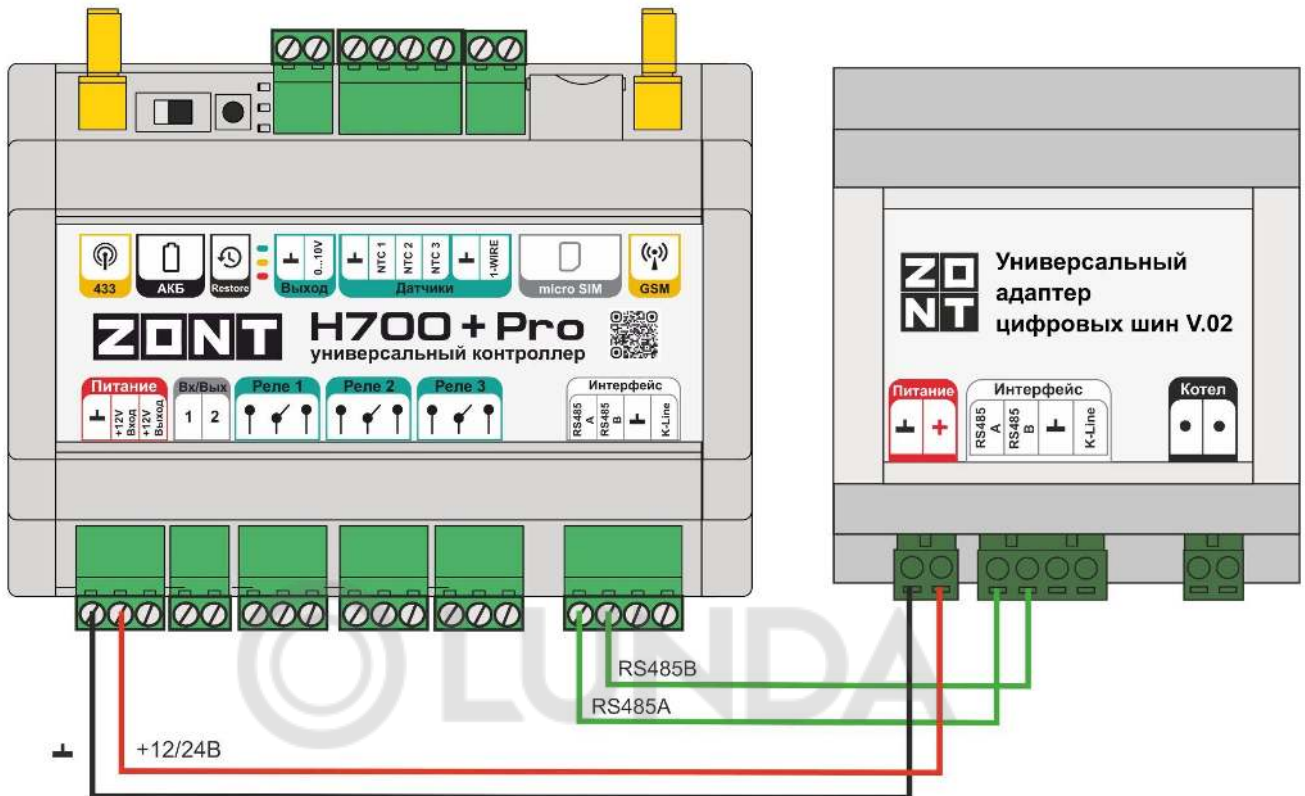 433
АКБ
Restore
⊥
0...10V
Выход
⊥
NTC 1
NTC 2
NTC 3
⊥
1-WIRE
Датчики
micro SIM
GSM
ZONT H700+Pro
универсальный контроллер
Питание
⊥
+12V Вход
+12V Выход
Вх/Вых
1 2
Реле 1
Реле 2
Реле 3
Интерфейс
RS485 A
RS485 B
⊥
K-Line
ZO
NT
Универсальный
адаптер
цифровых шин V.02
Питание
⊥ +
Интерфейс
RS485 A
RS485 B
⊥
K-Line
Котел
LUNDA
RS485B
RS485A
⊥ +12/24В